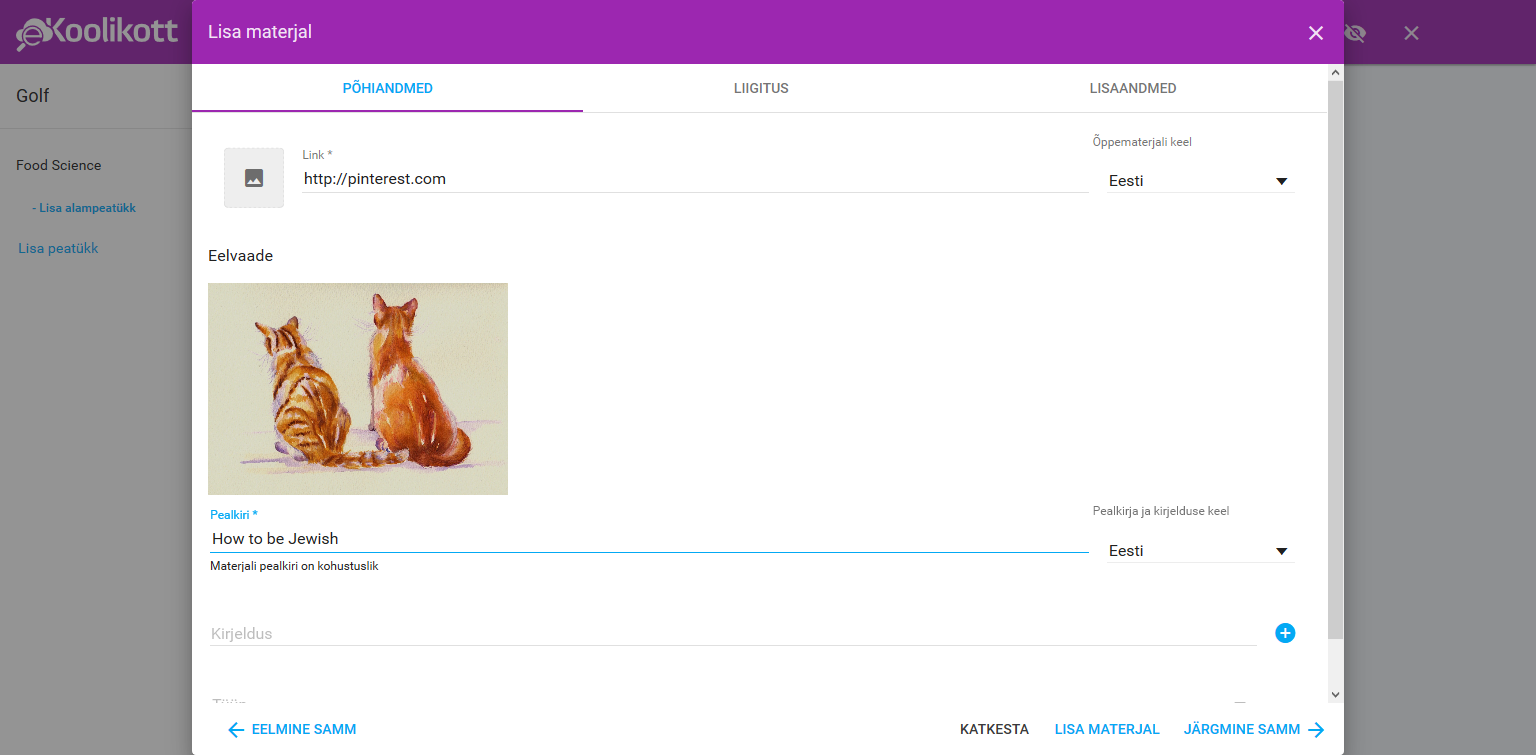 eKoolikott
Lisa materjal
Golf
PÕHIANDMED
LIIGITUS
LISAANDMED
Food Science
- Lisa alampeatükk
Lisa peatükk
Link *
http://pinterest.com
Õppematerjali keel
Eesti
Eelvaade
Pealkiri *
How to be Jewish
Materjali pealkiri on kohustuslik
Pealkirja ja kirjelduse keel
Eesti
Kirjeldus
EELMINE SAMM
KATKESTA
LISA MATERJAL
JÄRGMINE SAMM